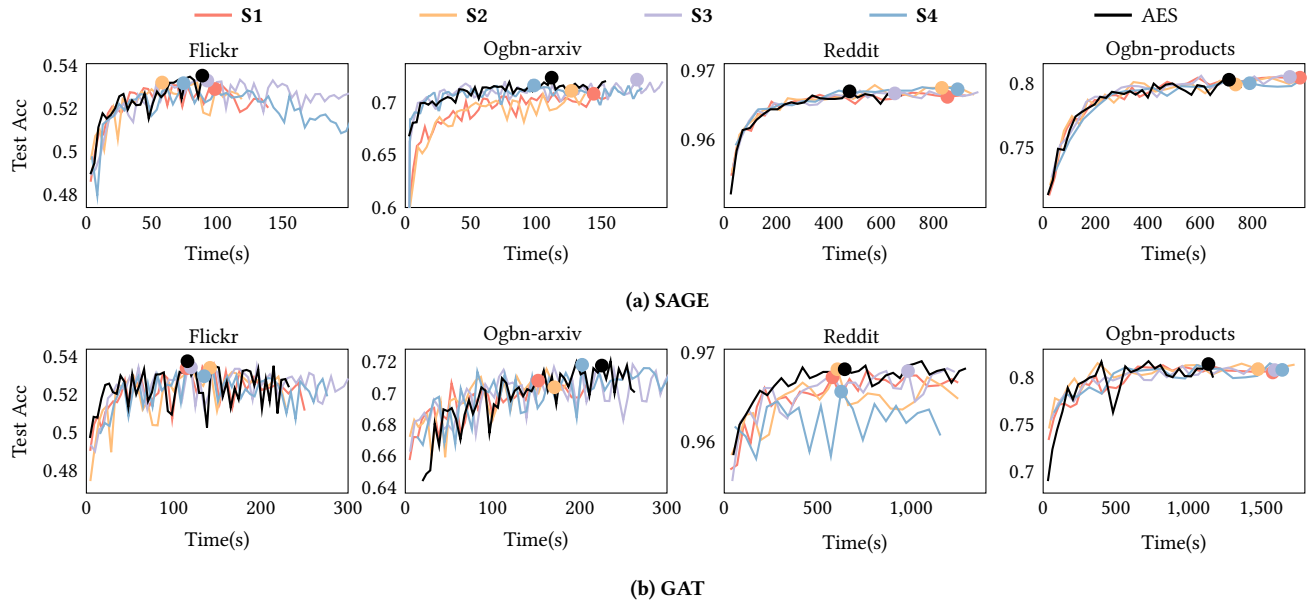 S1 S2 S3 S4 AES
Flickr Ogbn-arxiv Reddit Ogbn-products
Test Acc
0.54 0.52 0.5 0.48
0 50 100 150
Time(s)
0.7 0.65 0.6
0 50 100 150
Time(s)
0.97 0.96
0 200 400 600 800
Time(s)
0.8 0.75
0 200 400 600 800
Time(s)
(a) SAGE
Flickr Ogbn-arxiv Reddit Ogbn-products
Test Acc
0.54 0.52 0.5 0.48
0 100 200 300
Time(s)
0.72 0.7 0.68 0.66 0.64
0 100 200 300
Time(s)
0.97 0.96
0 500 1,000
Time(s)
0.8 0.7
0 500 1,000 1,500
Time(s)
(b) GAT